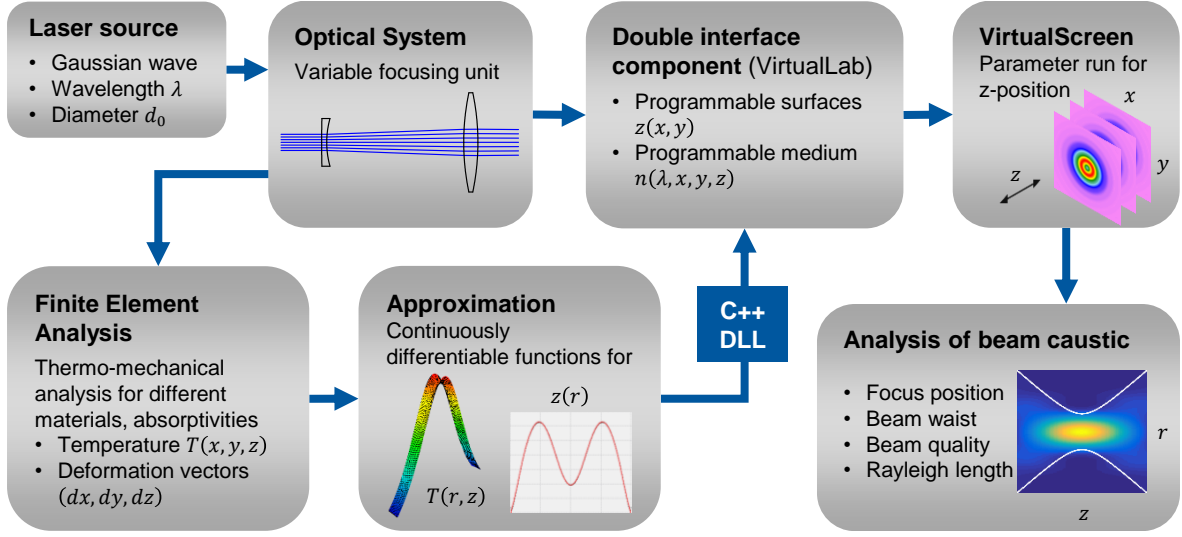 Laser source
• Gaussian wave
• Wavelength λ
• Diameter d₀
Optical System
Variable focusing unit
Double interface
component (VirtualLab)
• Programmable surfaces
z(x, y)
• Programmable medium
n(λ, x, y, z)
VirtualScreen
Parameter run for
z-position
x
y
z
Finite Element
Analysis
Thermo-mechanical
analysis for different
materials, absorptivities
• Temperature T(x, y, z)
• Deformation vectors
(dx, dy, dz)
Approximation
Continuously
differentiable functions for
z(r)
T(r, z)
C++
DLL
Analysis of beam caustic
• Focus position
• Beam waist
• Beam quality
• Rayleigh length
r
z